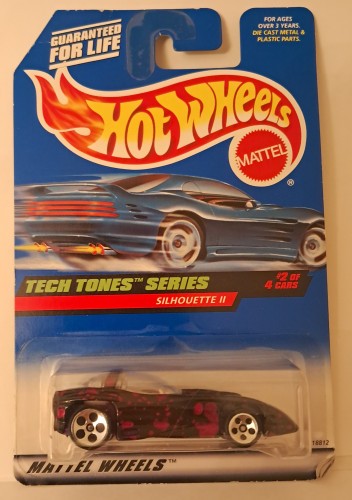 GUARANTEED
FOR LIFE
FOR AGES
OVER 3 YEARS.
DIE CAST METAL &
PLASTIC PARTS.
HOT WHEELS
MATTEL
®
TECH TONES™ SERIES
#2 OF
4 CARS
SILHOUETTE II
18812
MATTEL WHEELS™